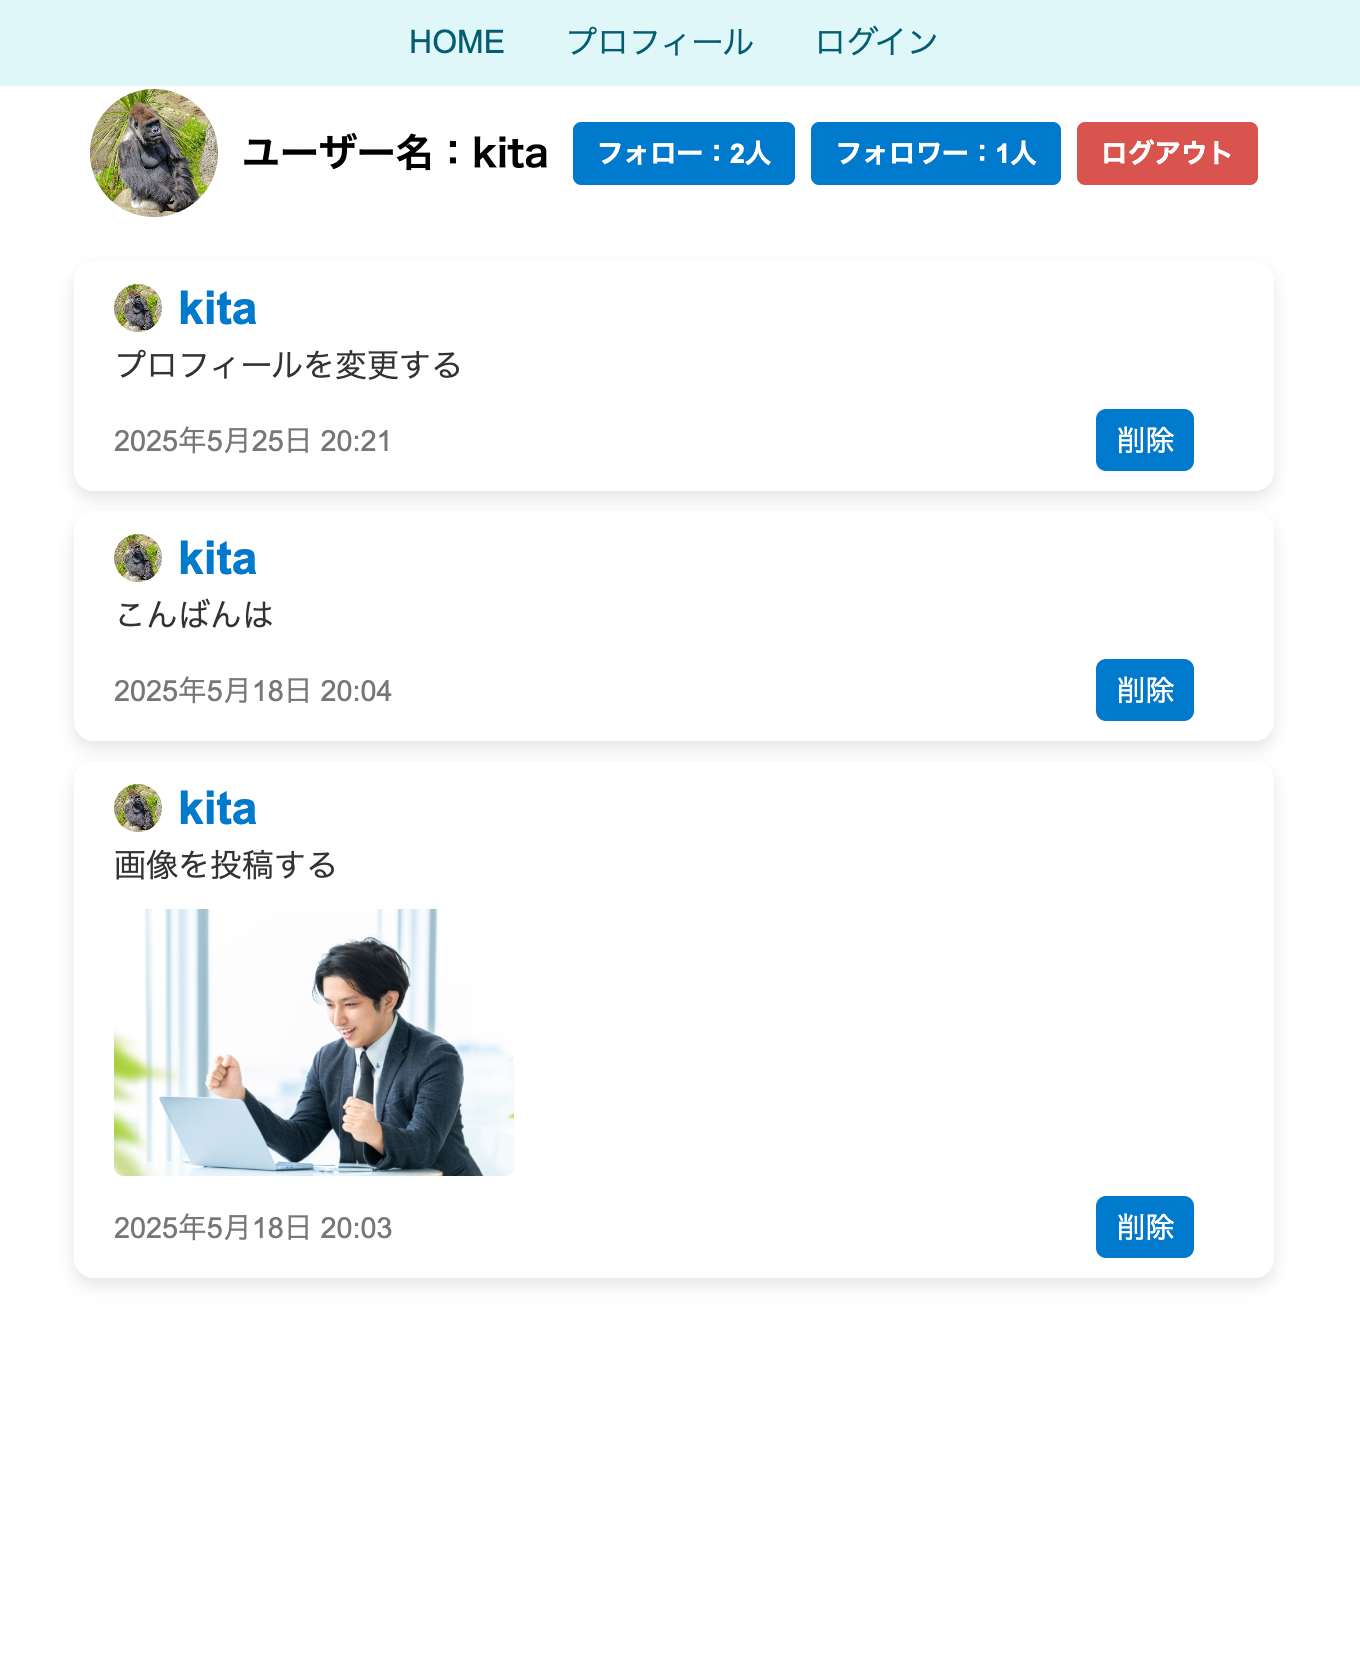 HOME プロフィール ログイン
ユーザー名：kita フォロー：2人 フォロワー：1人 ログアウト
kita
プロフィールを変更する
2025年5月25日 20:21 削除
kita
こんばんは
2025年5月18日 20:04 削除
kita
画像を投稿する
2025年5月18日 20:03 削除